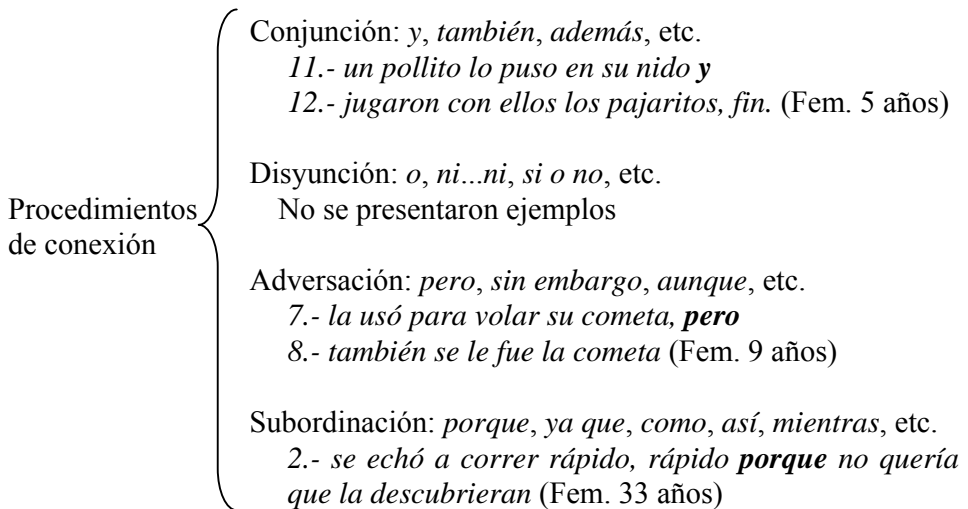 Procedimientos
de conexión
Conjunción: y, también, además, etc.
11.- un pollito lo puso en su nido y
12.- jugaron con ellos los pajaritos, fin. (Fem. 5 años)
Disyunción: o, ni...ni, si o no, etc.
No se presentaron ejemplos
Adversación: pero, sin embargo, aunque, etc.
7.- la usó para volar su cometa, pero
8.- también se le fue la cometa (Fem. 9 años)
Subordinación: porque, ya que, como, así, mientras, etc.
2.- se echó a correr rápido, rápido porque no quería
que la descubrieran (Fem. 33 años)